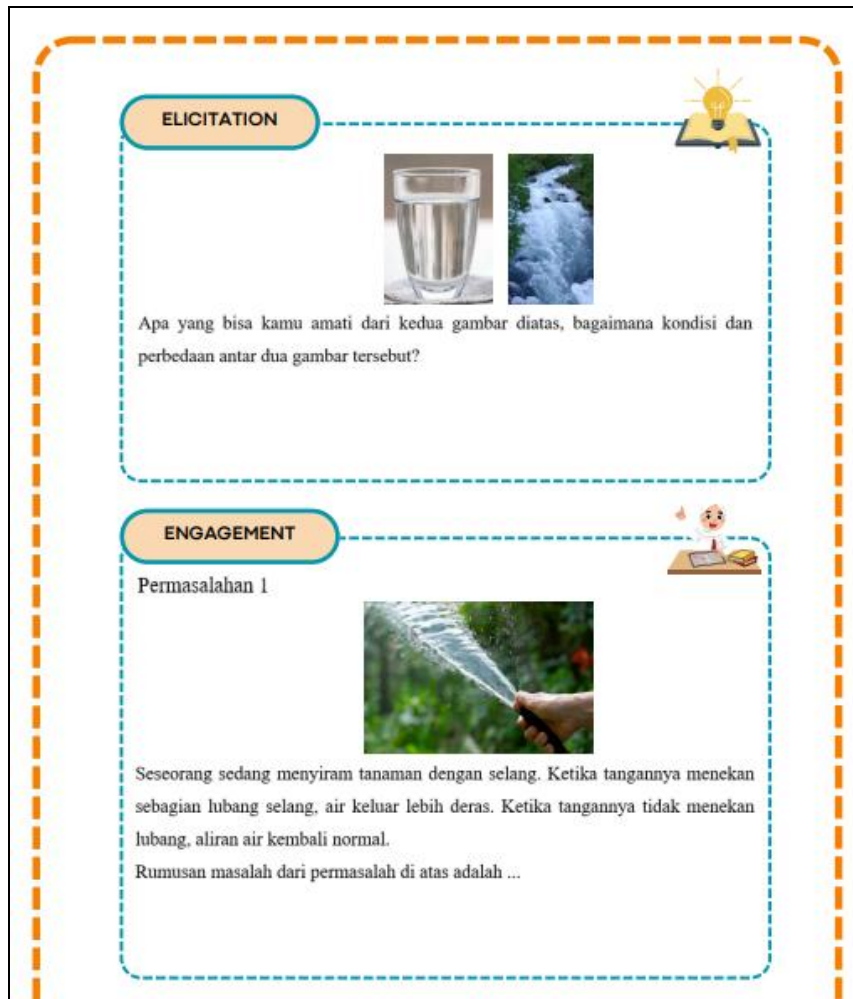 ELICITATION
Apa yang bisa kamu amati dari kedua gambar diatas, bagaimana kondisi dan
perbedaan antar dua gambar tersebut?
ENGAGEMENT
Permasalahan 1
Seseorang sedang menyiram tanaman dengan selang. Ketika tangannya menekan
sebagian lubang selang, air keluar lebih deras. Ketika tangannya tidak menekan
lubang, aliran air kembali normal.
Rumusan masalah dari permasalah di atas adalah ...